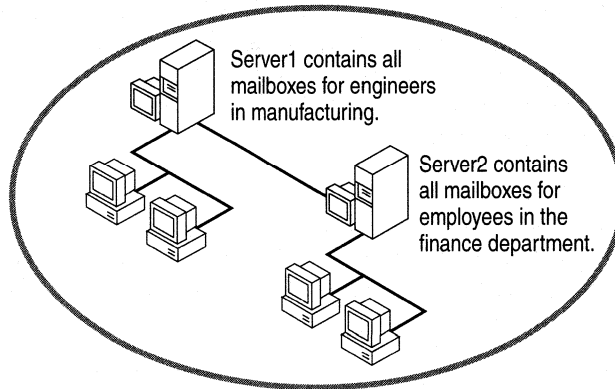 Server1 contains all
mailboxes for engineers
in manufacturing.
Server2 contains
all mailboxes for
employees in the
finance department.